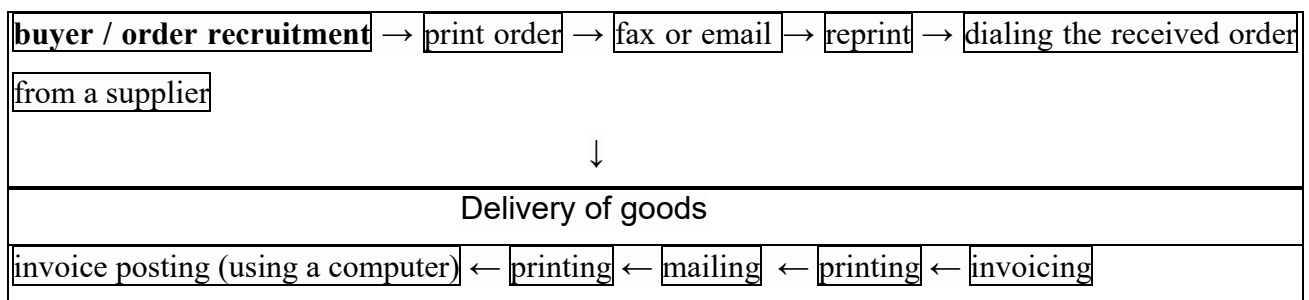 buyer / order recruitment → print order → fax or email → reprint → dialing the received order
from a supplier
↓
Delivery of goods
invoice posting (using a computer) ← printing ← mailing ← printing ← invoicing